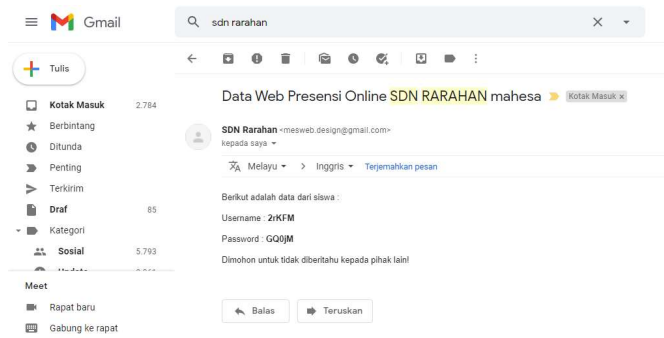 Gmail
sdn rarahan
Tulis
Kotak Masuk 2.784
Berbintang
Ditunda
Penting
Terkirim
Draf 85
Kategori
Sosial 5.793
Meet
Rapat baru
Gabung ke rapat
Data Web Presensi Online SDN RARAHAN mahesa
Kotak Masuk x
SDN Rarahan <mesweb.design@gmail.com>
kepada saya
Melayu > Inggris Terjemahkan pesan
Berikut adalah data dari siswa :
Username : 2rKFM
Password : GQ0jM
Dimohon untuk tidak diberitahu kepada pihak lain!
Balas Teruskan